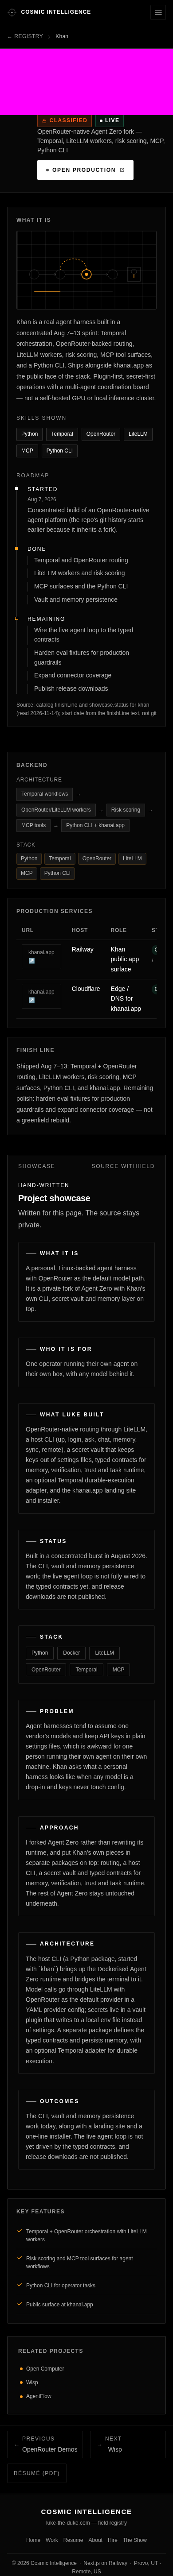 COSMIC INTELLIGENCE
← REGISTRY › Khan
CLASSIFIED
LIVE
OpenRouter-native Agent Zero fork —
Temporal, LiteLLM workers, risk scoring, MCP,
Python CLI
OPEN PRODUCTION
WHAT IT IS
Khan is a real agent harness built in a
concentrated Aug 7–13 sprint: Temporal
orchestration, OpenRouter-backed routing,
LiteLLM workers, risk scoring, MCP tool surfaces,
and a Python CLI. Ships alongside khanai.app as
the public face of the stack. Plugin-first, secret-first
operations with a multi-agent coordination board
— not a self-hosted GPU or local inference cluster.
SKILLS SHOWN
Python
Temporal
OpenRouter
LiteLLM
MCP
Python CLI
ROADMAP
STARTED
Aug 7, 2026
Concentrated build of an OpenRouter-native
agent platform (the repo's git history starts
earlier because it inherits a fork).
DONE
Temporal and OpenRouter routing
LiteLLM workers and risk scoring
MCP surfaces and the Python CLI
Vault and memory persistence
REMAINING
Wire the live agent loop to the typed
contracts
Harden eval fixtures for production
guardrails
Expand connector coverage
Publish release downloads
Source: catalog finishLine and showcase.status for khan
(read 2026-11-14); start date from the finishLine text, not git
BACKEND
ARCHITECTURE
Temporal workflows →
OpenRouter/LiteLLM workers → Risk scoring →
MCP tools → Python CLI + khanai.app
STACK
Python
Temporal
OpenRouter
LiteLLM
MCP
Python CLI
PRODUCTION SERVICES
URL HOST ROLE
khanai.app
Railway
Khan
public app
surface
khanai.app
Cloudflare
Edge /
DNS for
khanai.app
FINISH LINE
Shipped Aug 7–13: Temporal + OpenRouter
routing, LiteLLM workers, risk scoring, MCP
surfaces, Python CLI, and khanai.app. Remaining
polish: harden eval fixtures for production
guardrails and expand connector coverage — not
a greenfield rebuild.
SHOWCASE SOURCE WITHHELD
HAND-WRITTEN
Project showcase
Written for this page. The source stays
private.
WHAT IT IS
A personal, Linux-backed agent harness
with OpenRouter as the default model path.
It is a private fork of Agent Zero with Khan's
own CLI, secret vault and memory layer on
top.
WHO IT IS FOR
One operator running their own agent on
their own box, with any model behind it.
WHAT LUKE BUILT
OpenRouter-native routing through LiteLLM,
a host CLI (up, login, ask, chat, memory,
sync, remote), a secret vault that keeps
keys out of settings files, typed contracts for
memory, verification, trust and task runtime,
an optional Temporal durable-execution
adapter, and the khanai.app landing site
and installer.
STATUS
Built in a concentrated burst in August 2026.
The CLI, vault and memory persistence
work; the live agent loop is not yet fully wired
to the typed contracts yet, and release
downloads are not published.
STACK
Python
Docker
LiteLLM
OpenRouter
Temporal
MCP
PROBLEM
Agent harnesses tend to assume one
vendor's models and keep API keys in plain
settings files, which is awkward for one
person running their own agent on their own
machine. Khan asks what a personal
harness looks like when any model is a
drop-in and keys never touch config.
APPROACH
I forked Agent Zero rather than rewriting its
runtime, and put Khan's own pieces in
separate packages on top: routing, a host
CLI, a secret vault and typed contracts for
memory, verification, trust and task runtime.
The rest of Agent Zero stays untouched
underneath.
ARCHITECTURE
The host CLI (a Python package, started
with `khan`) brings up the Dockerised Agent
Zero runtime and bridges the terminal to it.
Model calls go through LiteLLM with
OpenRouter as the default provider in a
YAML provider config; secrets live in a vault
plugin that writes to a local env file instead
of settings. A separate package defines the
typed contracts and persists memory, with
an optional Temporal adapter for durable
execution.
OUTCOMES
The CLI, vault and memory persistence
work today, along with a landing site and a
one-line installer. The live agent loop is not
yet driven by the typed contracts, and
release downloads are not published.
KEY FEATURES
Temporal + OpenRouter orchestration with LiteLLM
workers
Risk scoring and MCP tool surfaces for agent
workflows
Python CLI for operator tasks
Public surface at khanai.app
RELATED PROJECTS
Open Computer
Wisp
AgentFlow
← PREVIOUS
OpenRouter Demos
NEXT
Wisp
RÉSUMÉ (PDF)
COSMIC INTELLIGENCE
luke-the-dube.com — field registry
Home Work Resume About Hire The Shoe
© 2026 Cosmic Intelligence · Next.js on Railway · Provo, UT ·
Remote, US